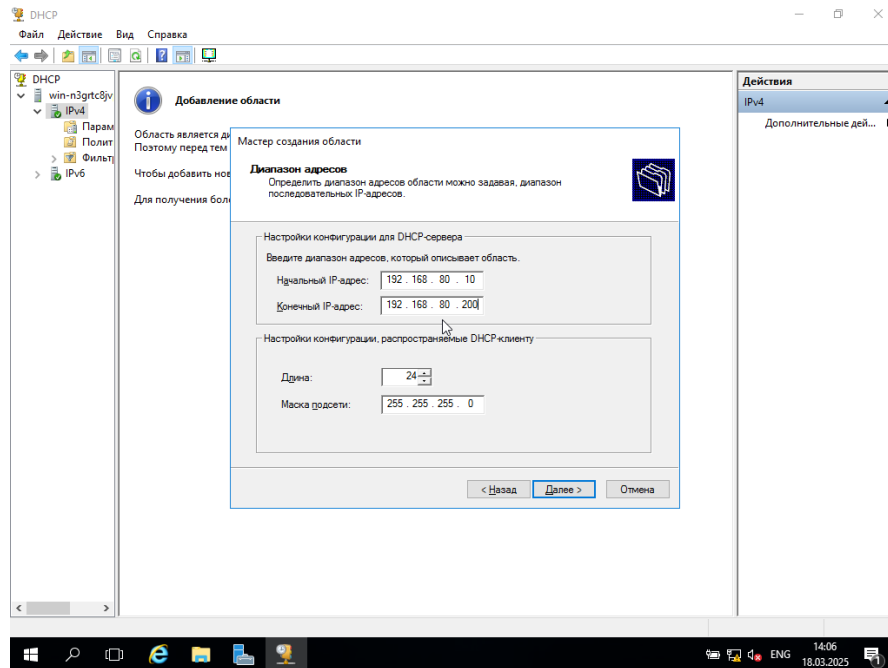 DHCP
Файл Действие Вид Справка
DHCP
win-n3grtc8jv
IPv4
Парам
Полит
Фильт
IPv6
Добавление области
Область является ди
Поэтому перед тем
Чтобы добавить нов
Для получения бол
Мастер создания области
Диапазон адресов
Определить диапазон адресов области можно задавая, диапазон
последовательных IP-адресов.
Настройки конфигурации для DHCP-сервера
Введите диапазон адресов, который описывает область.
Начальный IP-адрес: 192 . 168 . 80 . 10
Конечный IP-адрес: 192 . 168 . 80 . 200
Настройки конфигурации, распространяемые DHCP-клиенту
Длина: 24
Маска подсети: 255 . 255 . 255 . 0
< Назад Далее > Отмена
Действия
IPv4
Дополнительные дей...
ENG 14:06
18.03.2025
1